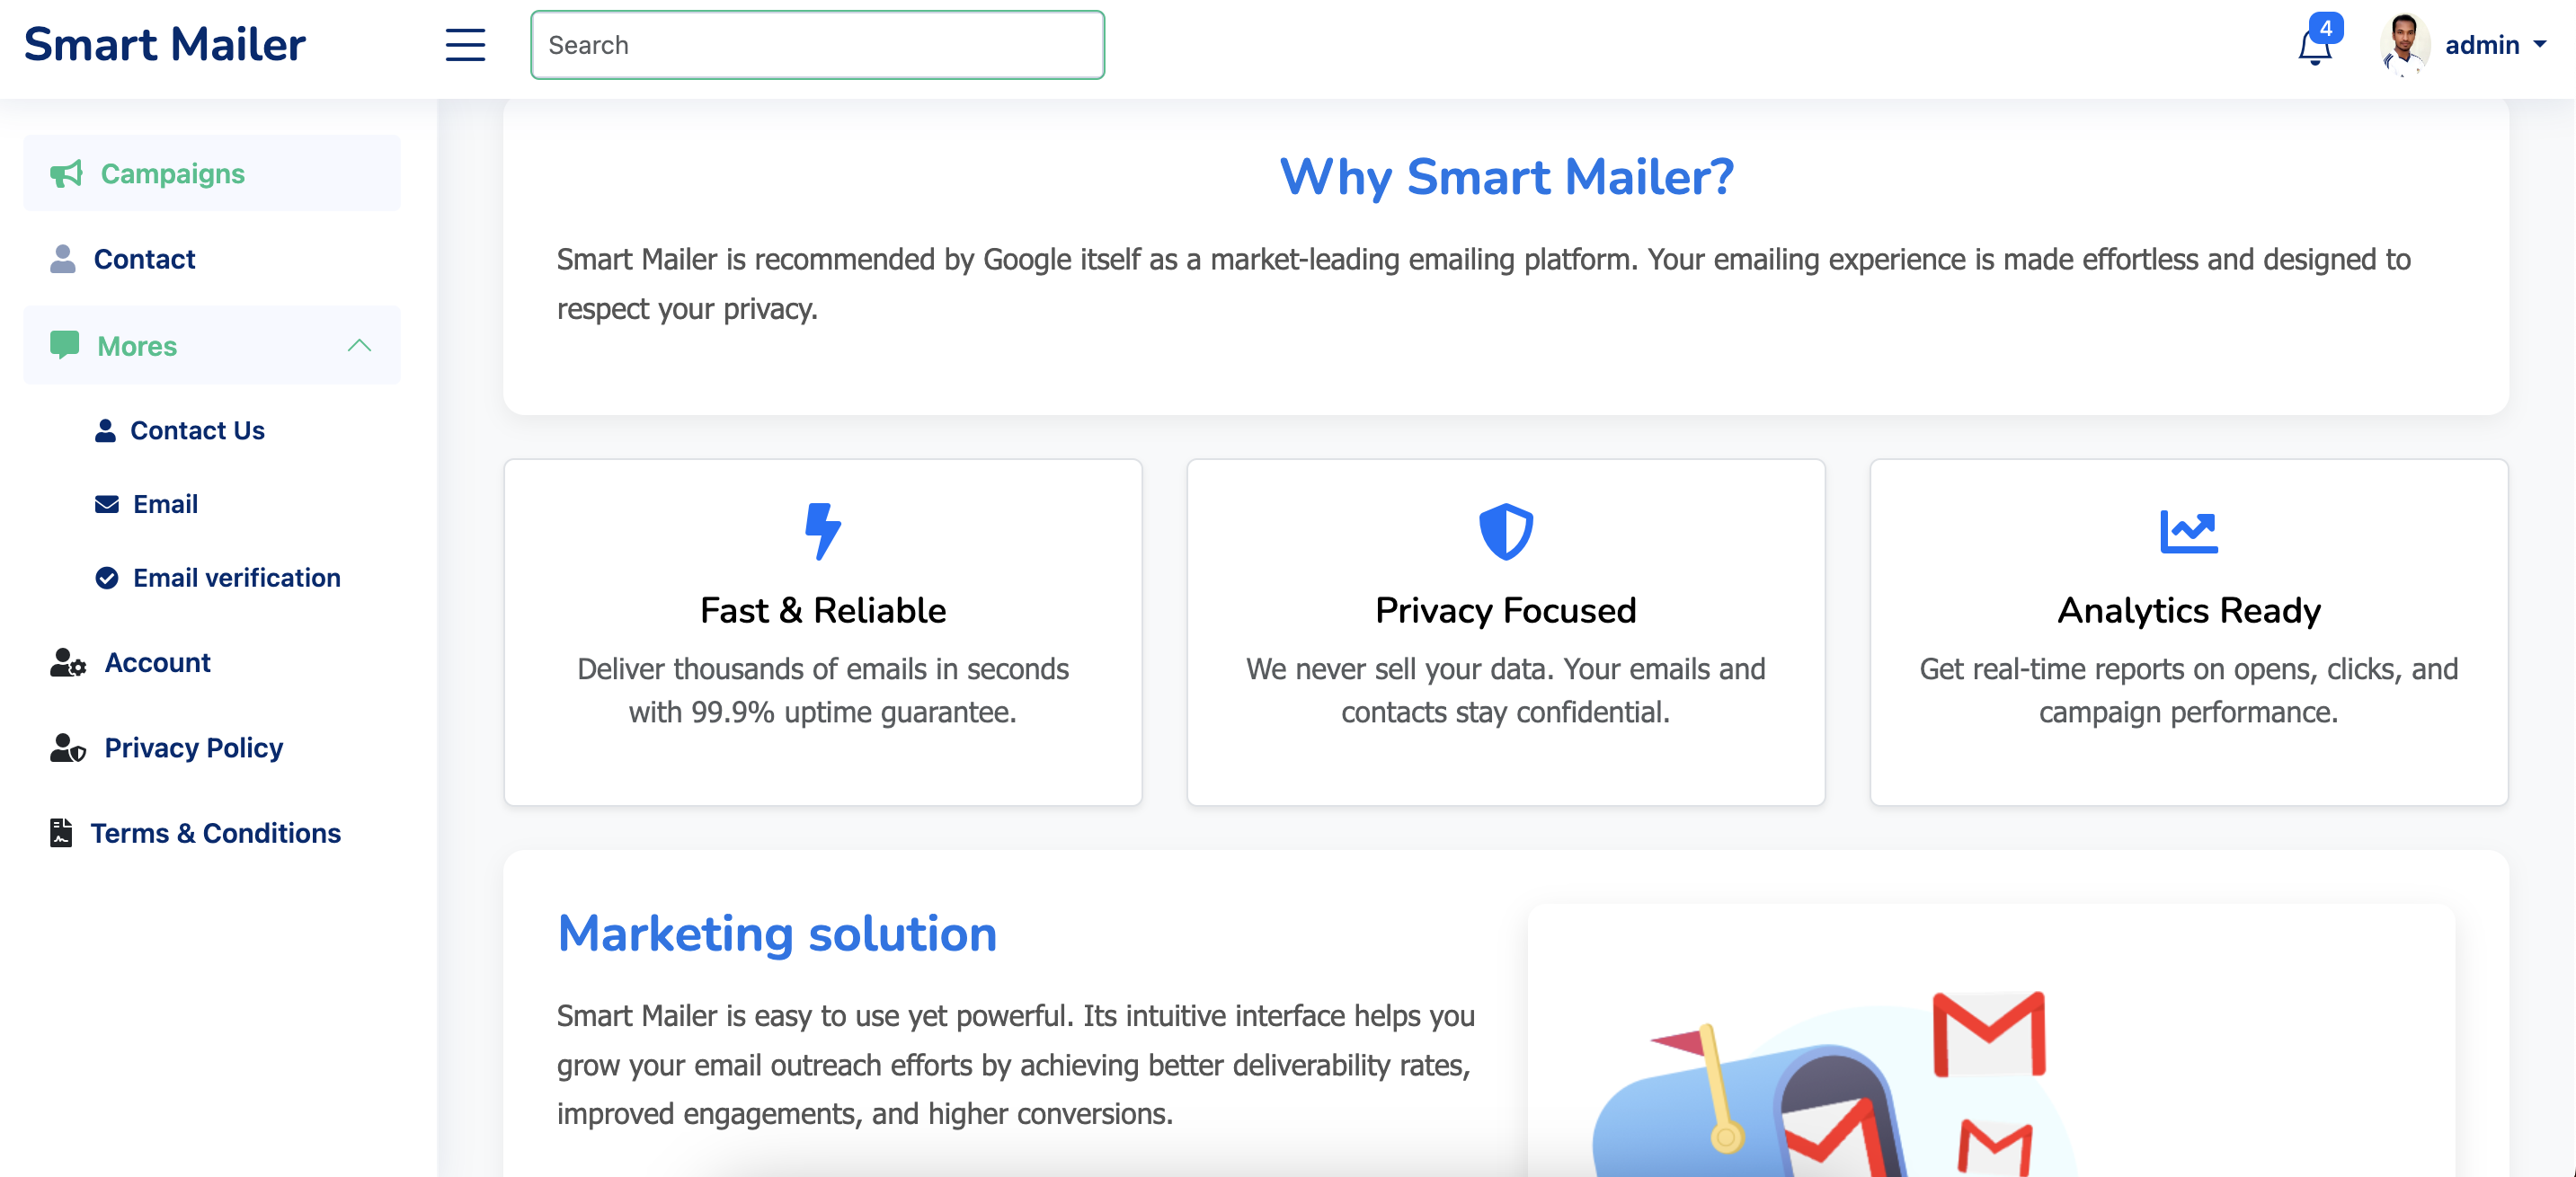 Smart Mailer
Search
4
admin
Campaigns
Contact
Mores
Contact Us
Email
Email verification
Account
Privacy Policy
Terms & Conditions
Why Smart Mailer?
Smart Mailer is recommended by Google itself as a market-leading emailing platform. Your emailing experience is made effortless and designed to
respect your privacy.
Fast & Reliable
Deliver thousands of emails in seconds
with 99.9% uptime guarantee.
Privacy Focused
We never sell your data. Your emails and
contacts stay confidential.
Analytics Ready
Get real-time reports on opens, clicks, and
campaign performance.
Marketing solution
Smart Mailer is easy to use yet powerful. Its intuitive interface helps you
grow your email outreach efforts by achieving better deliverability rates,
improved engagements, and higher conversions.